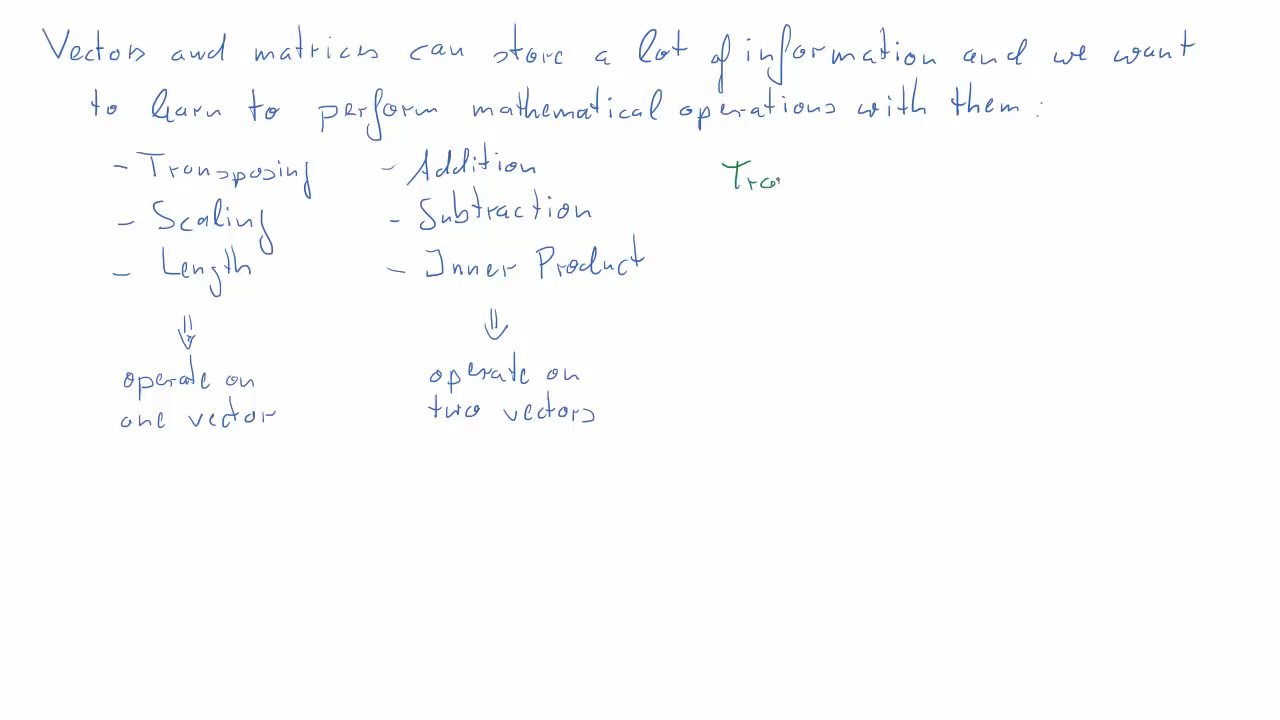 Vectors and matrices can store a lot of information and we want
to learn to perform mathematical operations with them:
- Transposing
- Scaling
- Length
⇓
operate on
one vector
- Addition
- Subtraction
- Inner Product
⇓
operate on
two vectors
Tra